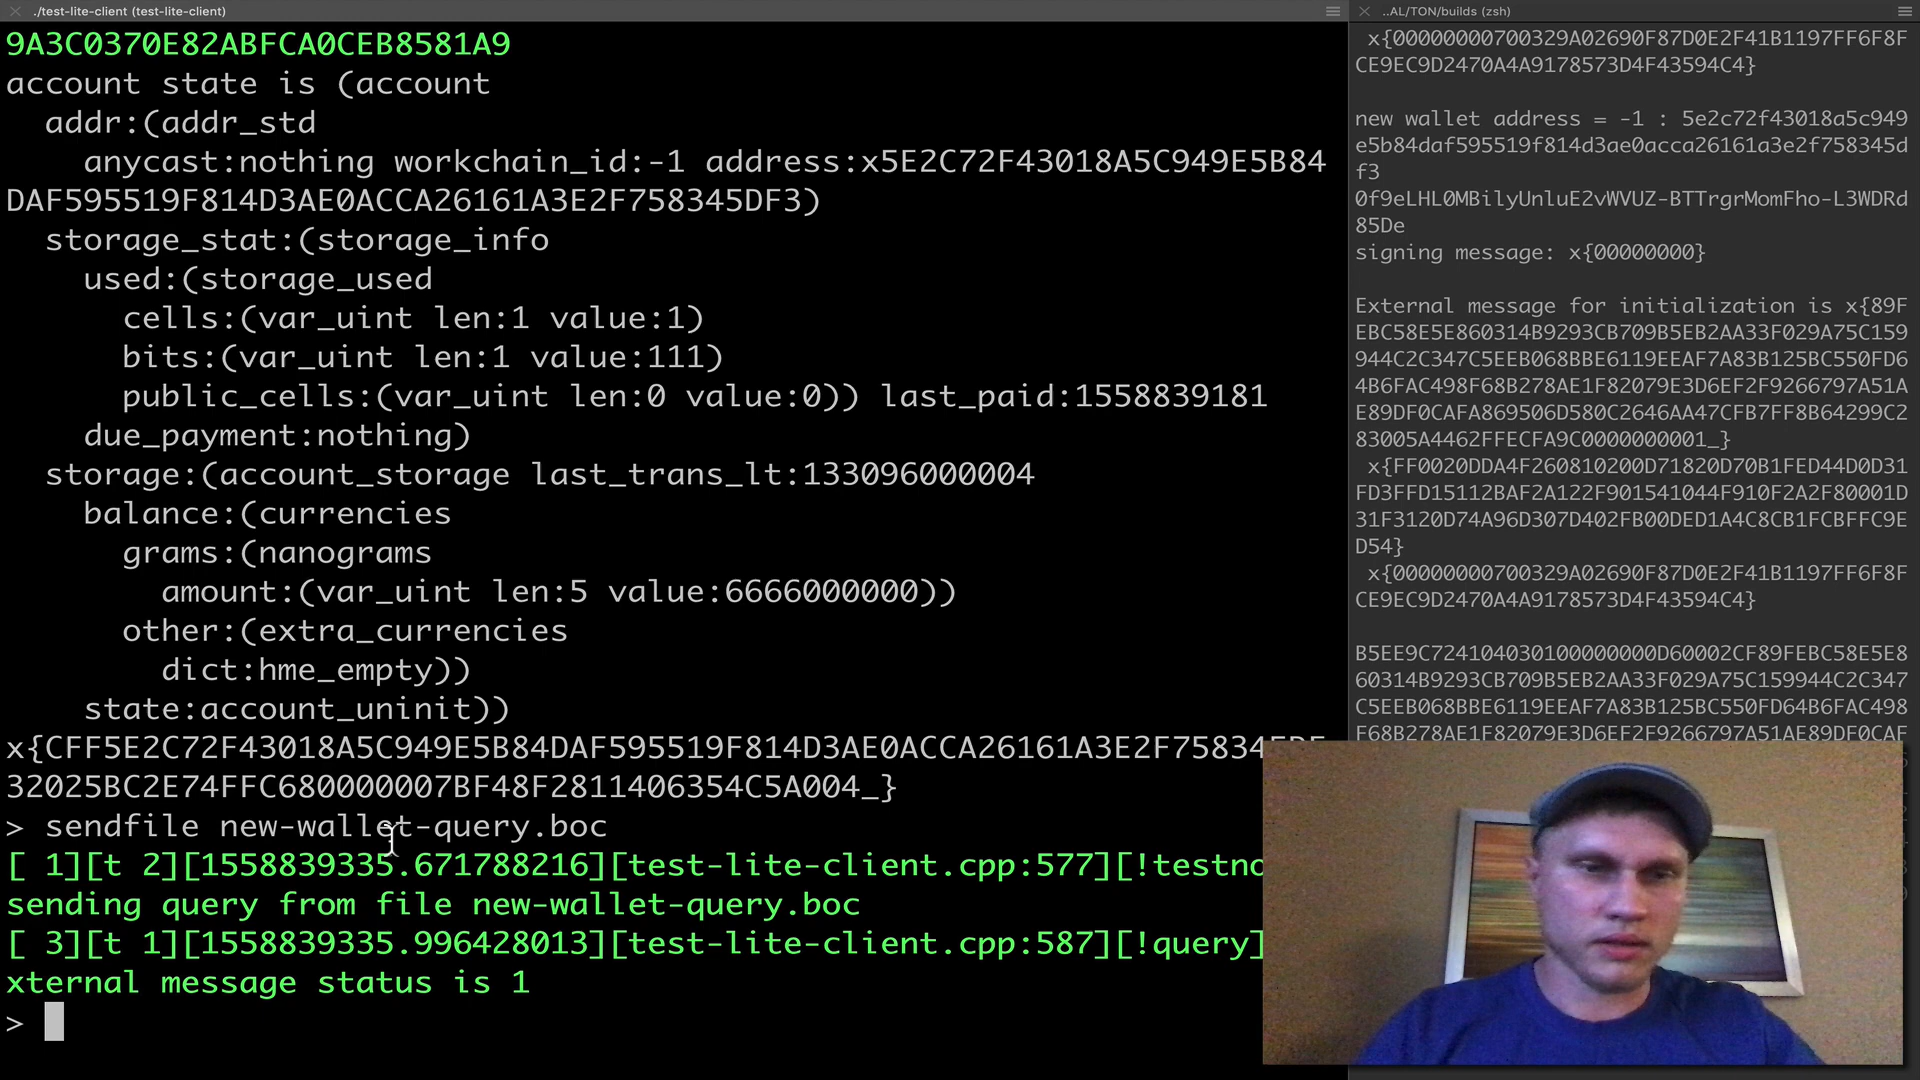 ./test-lite-client (test-lite-client)
9A3C0370E82ABFCA0CEB8581A9
account state is (account
addr:(addr_std
anycast:nothing workchain_id:-1 address:x5E2C72F43018A5C949E5B84
DAF595519F814D3AE0ACCA26161A3E2F758345DF3)
storage_stat:(storage_info
used:(storage_used
cells:(var_uint len:1 value:1)
bits:(var_uint len:1 value:111)
public_cells:(var_uint len:0 value:0)) last_paid:1558839181
due_payment:nothing)
storage:(account_storage last_trans_lt:133096000004
balance:(currencies
grams:(nanograms
amount:(var_uint len:5 value:6666000000))
other:(extra_currencies
dict:hme_empty))
state:account_uninit))
x{CFF5E2C72F43018A5C949E5B84DAF595519F814D3AE0ACCA26161A3E2F758345DF
32025BC2E74FFC680000007BF48F2811406354C5A004_}
> sendfile new-wallet-query.boc
[ 1][t 2][1558839335.671788216][test-lite-client.cpp:577][!testno
sending query from file new-wallet-query.boc
[ 3][t 1][1558839335.996428013][test-lite-client.cpp:587][!query]
xternal message status is 1
>
..AL/TON/builds (zsh)
x{00000000700329A02690F87D0E2F41B1197FF6F8F
CE9EC9D2470A4A9178573D4F43594C4}
new wallet address = -1 : 5e2c72f43018a5c949
e5b84daf595519f814d3ae0acca26161a3e2f758345d
f3
0f9eLHL0MBilyUnluE2vWVUZ-BTTrgrMomFho-L3WDRd
85De
signing message: x{00000000}
External message for initialization is x{89F
EBC58E5E860314B9293CB709B5EB2AA33F029A75C159
944C2C347C5EEB068BBE6119EEAF7A83B125BC550FD6
4B6FAC498F68B278AE1F82079E3D6EF2F9266797A51A
E89DF0CAFA869506D580C2646AA47CFB7FF8B64299C2
83005A4462FFECFA9C0000000001_}
x{FF0020DDA4F260810200D71820D70B1FED44D0D31
FD3FFD15112BAF2A122F901541044F910F2A2F80001D
31F3120D74A96D307D402FB00DED1A4C8CB1FCBFFC9E
D54}
x{00000000700329A02690F87D0E2F41B1197FF6F8F
CE9EC9D2470A4A9178573D4F43594C4}
B5EE9C724104030100000000D60002CF89FEBC58E5E8
60314B9293CB709B5EB2AA33F029A75C159944C2C347
C5EEB068BBE6119EEAF7A83B125BC550FD64B6FAC498
F68B278AE1F82079E3D6EF2F9266797A51AE89DF0CAF